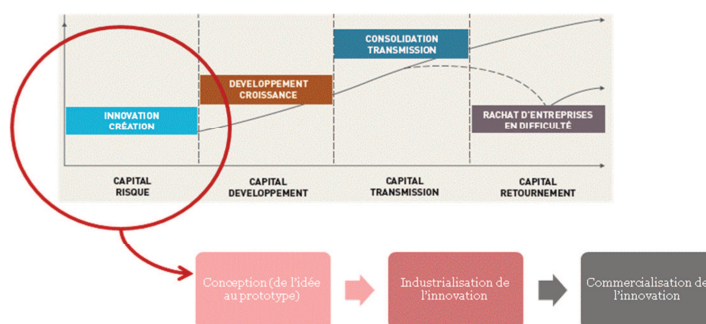 CONSOLIDATION
TRANSMISSION
DEVELOPPEMENT
CROISSANCE
INNOVATION
CRÉATION
RACHAT D'ENTREPRISES
EN DIFFICULTÉ
CAPITAL
RISQUE
CAPITAL
DEVELOPPEMENT
CAPITAL
TRANSMISSION
CAPITAL
RETOURNEMENT
Conception (de l'idée
au prototype)
Industrialisation de
l'innovation
Commercialisation de
l'innovation